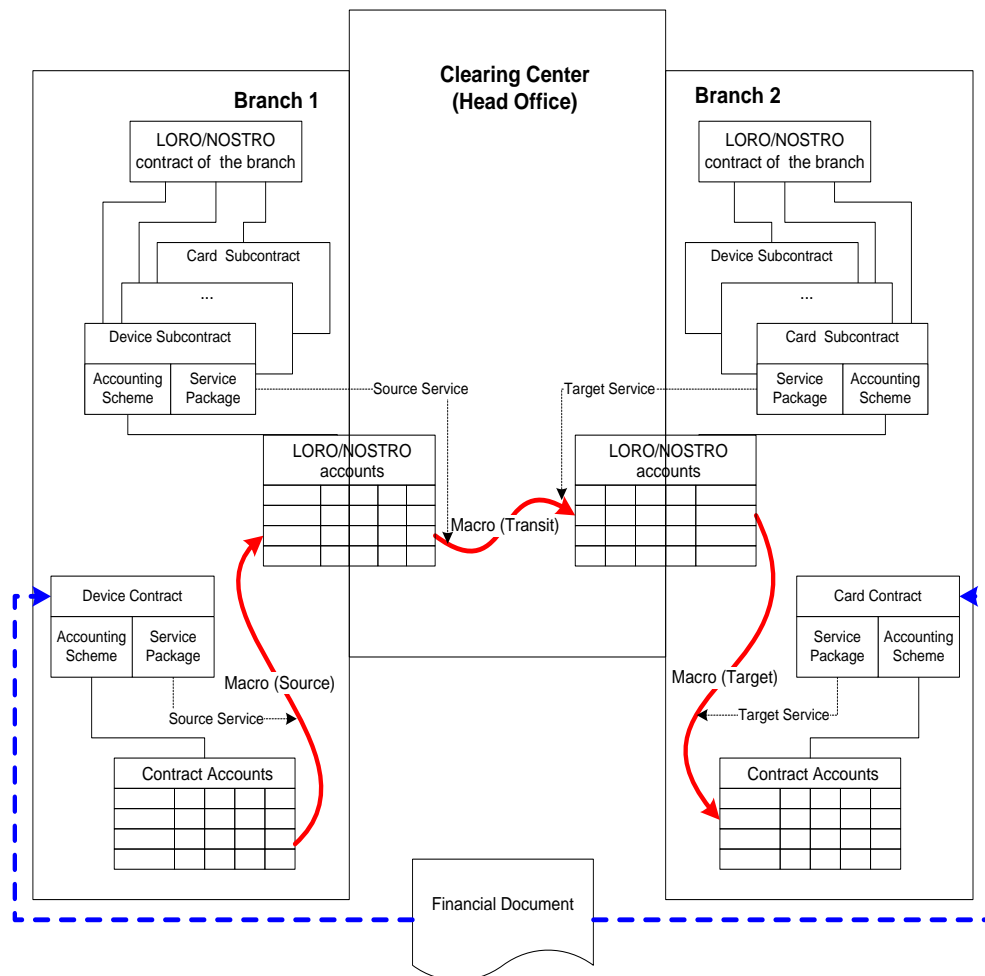 Clearing Center
(Head Office)
Branch 1
LORO/NOSTRO
contract of the branch
Card Subcontract
...
Device Subcontract
Accounting
Scheme
Service
Package
Source Service
LORO/NOSTRO
accounts
Device Contract
Accounting
Scheme
Service
Package
Macro (Source)
Source Service
Contract Accounts
Macro (Transit)
Branch 2
LORO/NOSTRO
contract of the branch
Device Subcontract
...
Card Subcontract
Service
Package
Accounting
Scheme
Target Service
LORO/NOSTRO
accounts
Card Contract
Service
Package
Accounting
Scheme
Macro (Target)
Target Service
Contract Accounts
Financial Document